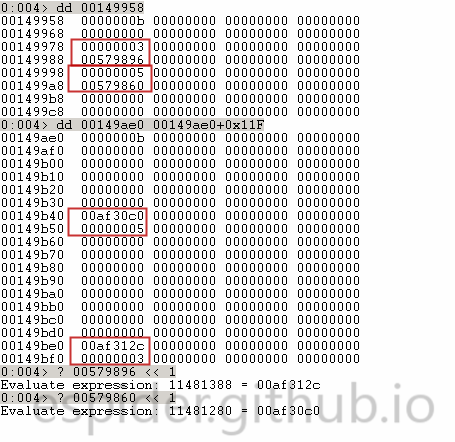 0:004> dd 00149958
00149958  0000000b 00000000 00000000 00000000
00149968  00000000 00000000 00000000 00000000
00149978  00000003 00000000 00000000 00000000
00149988  00579896 00000000 00000000 00000000
00149998  00000005 00000000 00000000 00000000
001499a8  00579860 00000000 00000000 00000000
001499b8  00000000 00000000 00000000 00000000
001499c8  00000000 00000000 00000000 00000000
0:004> dd 00149ae0 00149ae0+0x11F
00149ae0  0000000b 00000000 00000000 00000000
00149af0  00000000 00000000 00000000 00000000
00149b00  00000000 00000000 00000000 00000000
00149b10  00000000 00000000 00000000 00000000
00149b20  00000000 00000000 00000000 00000000
00149b30  00000000 00000000 00000000 00000000
00149b40  00af30c0 00000000 00000000 00000000
00149b50  00000005 00000000 00000000 00000000
00149b60  00000000 00000000 00000000 00000000
00149b70  00000000 00000000 00000000 00000000
00149b80  00000000 00000000 00000000 00000000
00149b90  00000000 00000000 00000000 00000000
00149ba0  00000000 00000000 00000000 00000000
00149bb0  00000000 00000000 00000000 00000000
00149bc0  00000000 00000000 00000000 00000000
00149bd0  00000000 00000000 00000000 00000000
00149be0  00af312c 00000000 00000000 00000000
00149bf0  00000003 00000000 00000000 00000000
0:004> ? 00579896 << 1
Evaluate expression: 11481388 = 00af312c
0:004> ? 00579860 << 1
Evaluate expression: 11481280 = 00af30c0
cspider.github.io